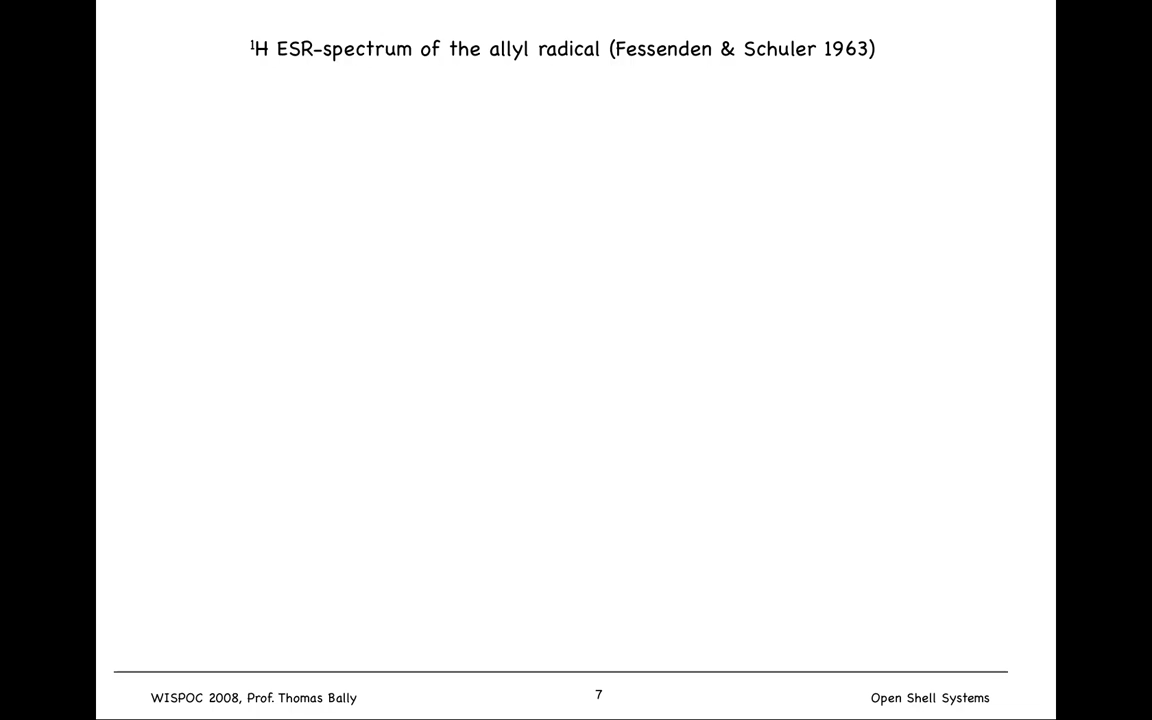 ¹H ESR-spectrum of the allyl radical (Fessenden & Schuler 1963)
WISPOC 2008, Prof. Thomas Bally
7
Open Shell Systems